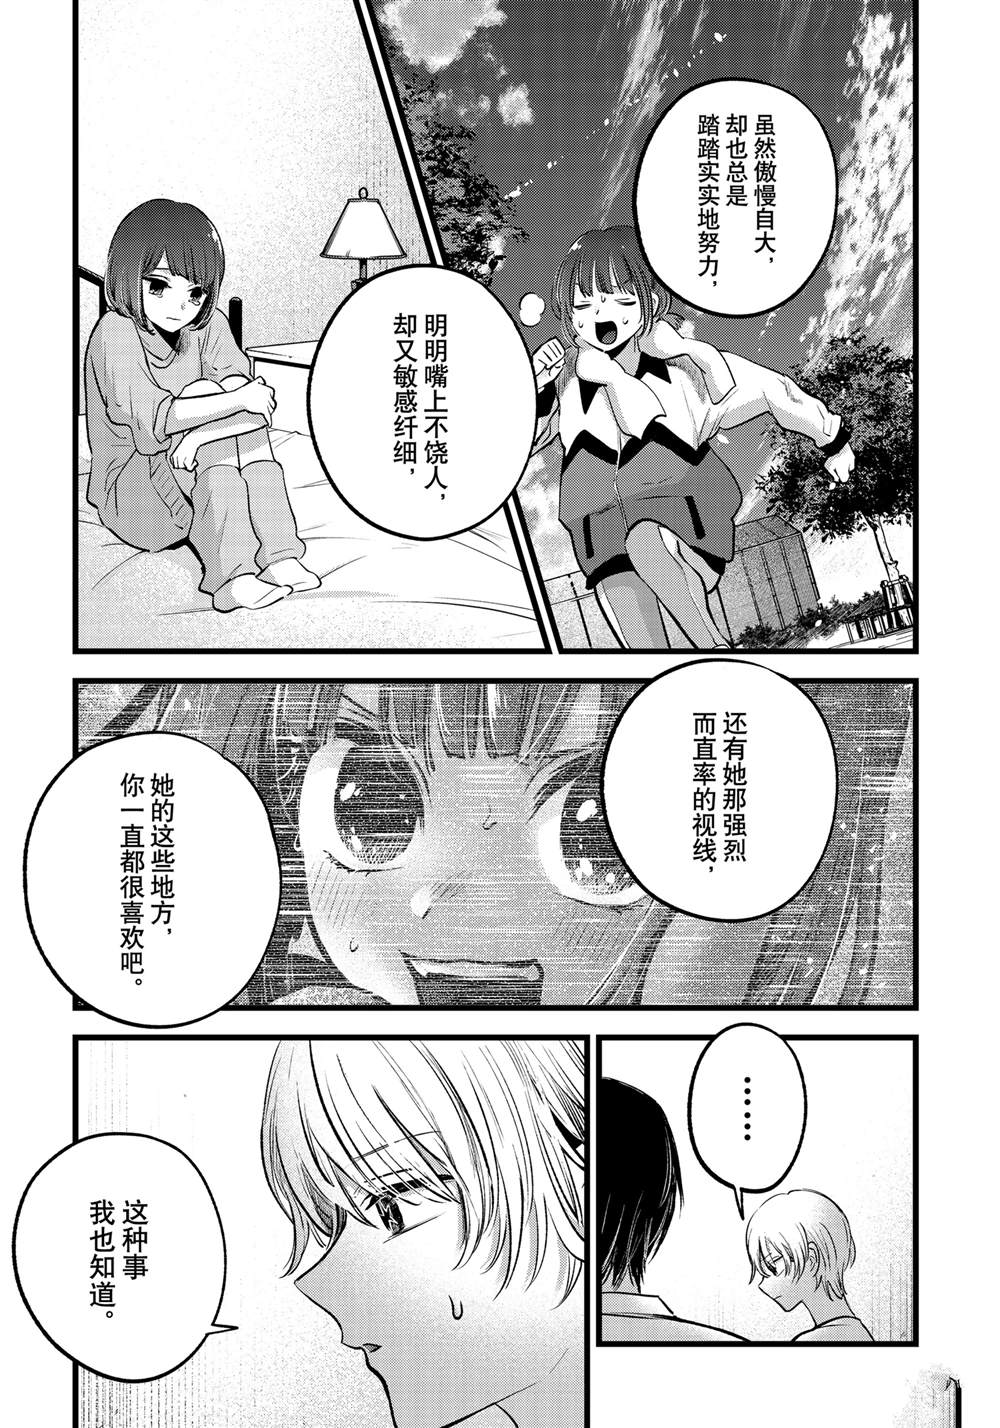 虽然傲慢自大，
却也总是
踏踏实实地努力，
明明嘴上不饶人，
却又敏感纤细，
还有她那强烈
而直率的视线，
她的这些地方，
你一直都很喜欢吧。
……
这种事
我也知道。